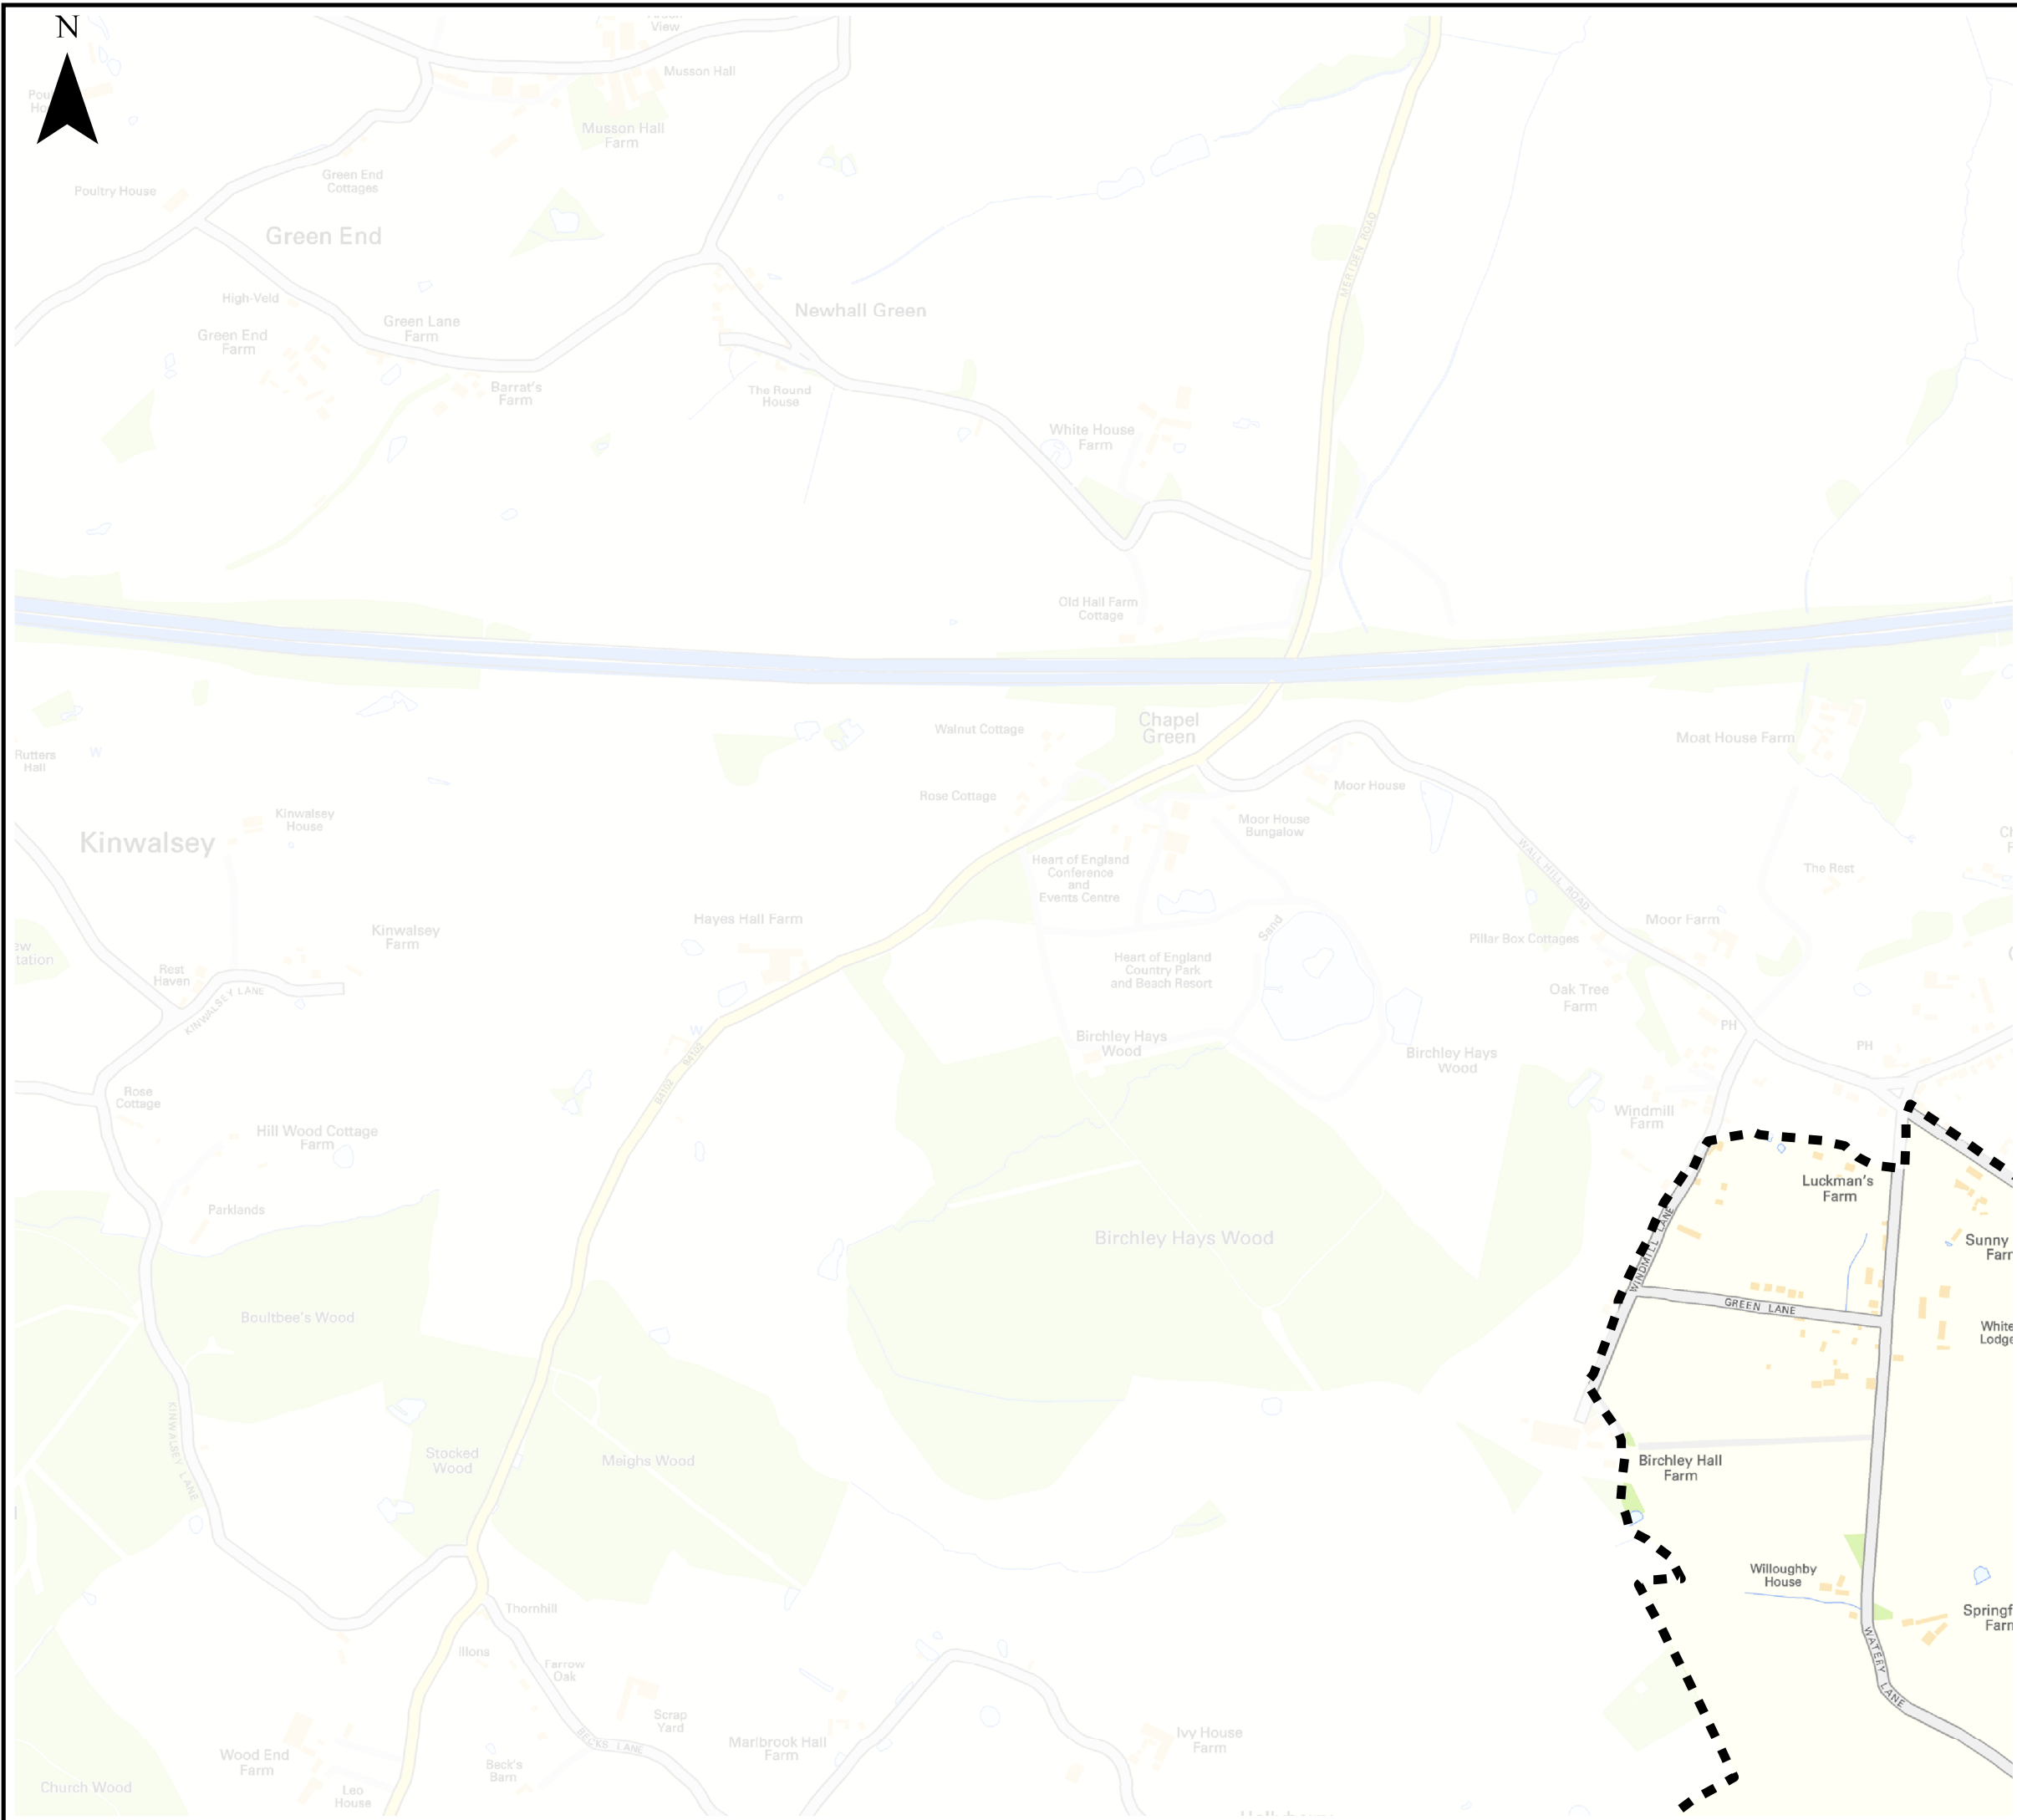 N
View
Musson Hall
Musson Hall
Farm
Poultry House
Green End
Cottages
Green End
MERIDEN ROAD
High-Veld
Newhall Green
Green End
Farm
Green Lane
Farm
Barrat's
Farm
The Round
House
White House
Farm
Old Hall Farm
Cottage
Chapel
Green
Walnut Cottage
Moat House Farm
Rutters
Hall
W
Rose Cottage
Moor House
Moor House
Bungalow
Kinwalsey
House
Kinwalsey
WALL HILL ROAD
Heart of England
Conference
and
Events Centre
The Rest
Hayes Hall Farm
Moor Farm
Sand
Kinwalsey
Farm
Pillar Box Cottages
Heart of England
Country Park
and Beach Resort
Rest
Haven
KINWALSEY LANE
Oak Tree
Farm
W
PH
PH
Birchley Hays
Wood
Birchley Hays
Wood
B4102
B4102
Rose
Cottage
Hill Wood Cottage
Farm
Windmill
Farm
Luckman's
Farm
Parklands
WINDMILL LANE
Birchley Hays Wood
Sunny
GREEN LANE
Boultbee's Wood
White
Lodge
KINWALSEY LANE
Stocked
Wood
Meighs Wood
Birchley Hall
Farm
Willoughby
House
Thornhill
WATERY LANE
Illons
Farrow
Oak
Scrap
Yard
BECKS LANE
Marlbrook Hall
Farm
Ivy House
Farm
Wood End
Farm
Beck's
Barn
Church Wood
Leo
House